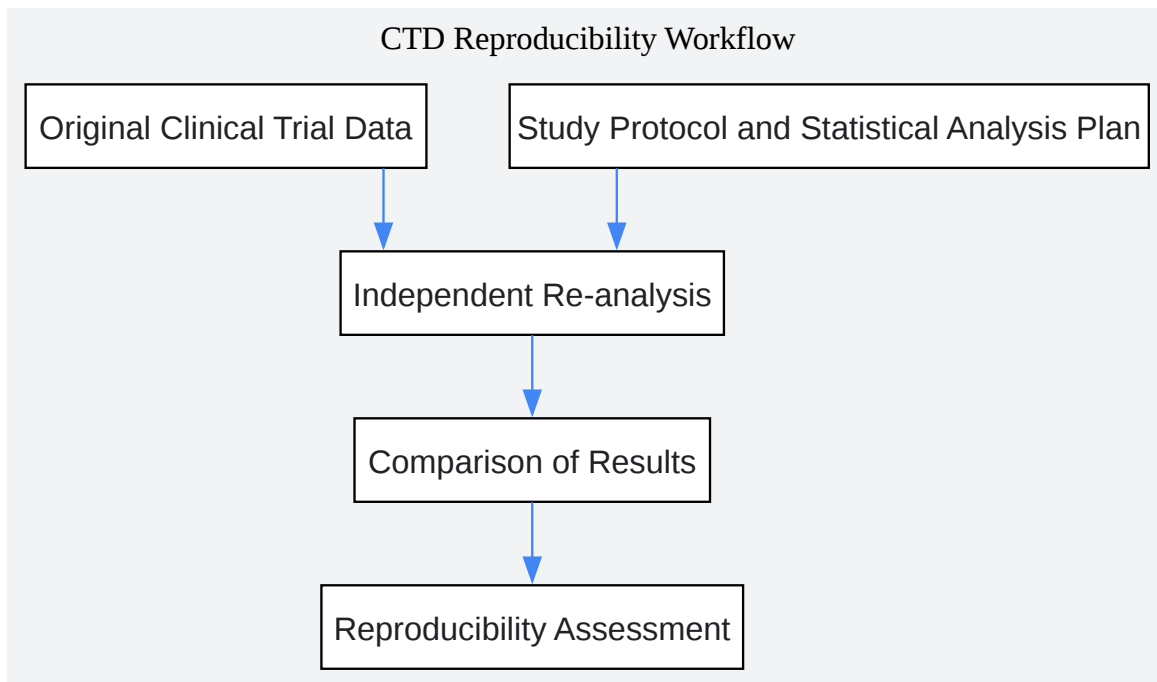 CTD Reproducibility Workflow
Original Clinical Trial Data
Study Protocol and Statistical Analysis Plan
Independent Re-analysis
Comparison of Results
Reproducibility Assessment